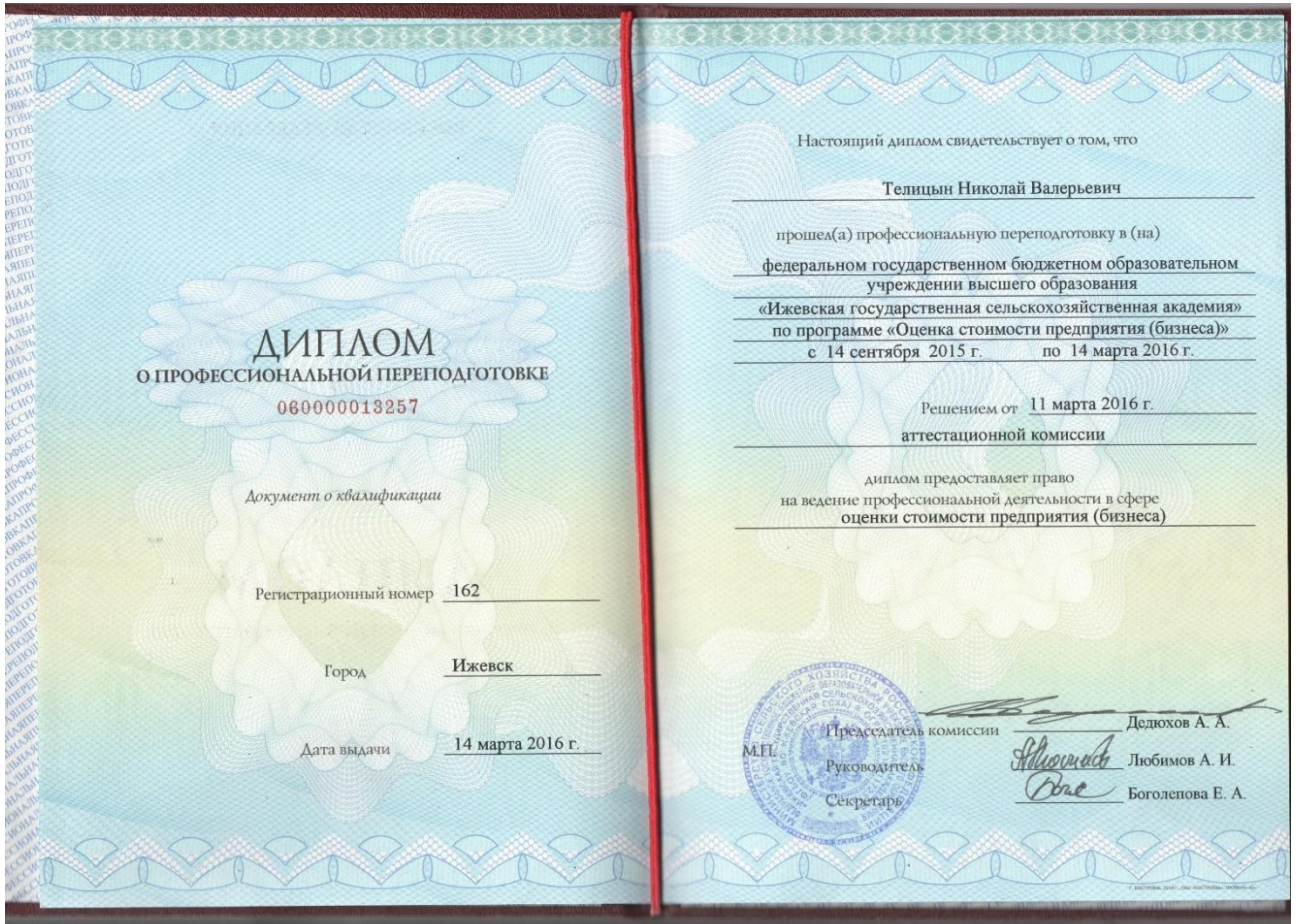 ДИПЛОМ
О ПРОФЕССИОНАЛЬНОЙ ПЕРЕПОДГОТОВКЕ
060000013257
Документ о квалификации
Регистрационный номер 162
Город Ижевск
Дата выдачи 14 марта 2016 г.
Настоящий диплом свидетельствует о том, что
Телицын Николай Валерьевич
прошел(а) профессиональную переподготовку в (на)
федеральном государственном бюджетном образовательном
учреждении высшего образования
«Ижевская государственная сельскохозяйственная академия»
по программе «Оценка стоимости предприятия (бизнеса)»
с 14 сентября 2015 г. по 14 марта 2016 г.
Решением от 11 марта 2016 г.
аттестационной комиссии
диплом предоставляет право
на ведение профессиональной деятельности в сфере
оценки стоимости предприятия (бизнеса)
Председатель комиссии Дедюхов А. А.
М.П.
Руководитель Любимов А. И.
Секретарь Боголепова Е. А.